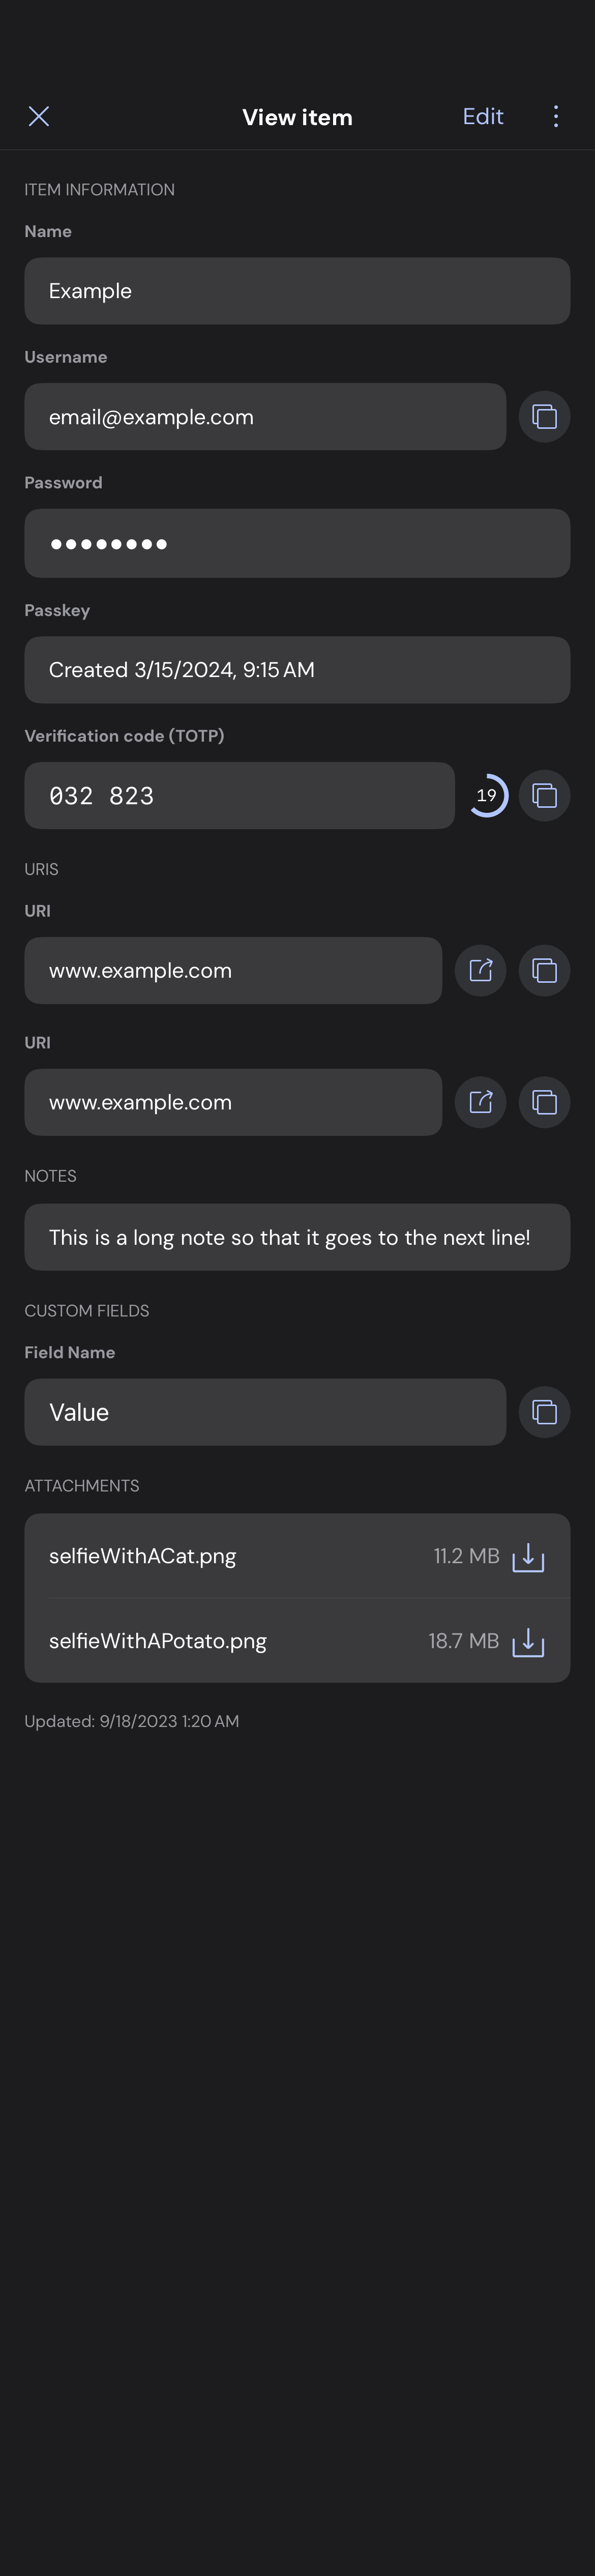 View item
Edit
ITEM INFORMATION
Name
Example
Username
email@example.com
Password
••••••••
Passkey
Created 3/15/2024, 9:15 AM
Verification code (TOTP)
032 823
19
URIS
URI
www.example.com
URI
www.example.com
NOTES
This is a long note so that it goes to the next line!
CUSTOM FIELDS
Field Name
Value
ATTACHMENTS
selfieWithACat.png 11.2 MB
selfieWithAPotato.png 18.7 MB
Updated: 9/18/2023 1:20 AM